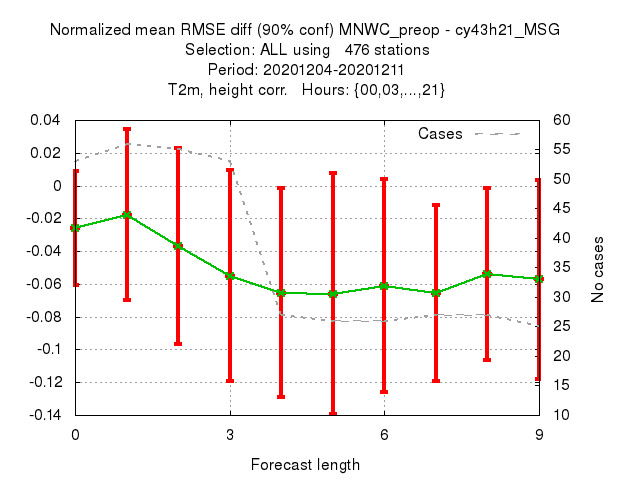 Normalized mean RMSE diff (90% conf) MNWC_preop - cy43h21_MSG
Selection: ALL using   476 stations
Period: 20201204-20201211
T2m, height corr.   Hours: {00,03,...,21}
Cases
0.04
0.02
0
-0.02
-0.04
-0.06
-0.08
-0.1
-0.12
-0.14
60
55
50
45
40
35
30
25
20
15
10
No cases
0 3 6 9
Forecast length